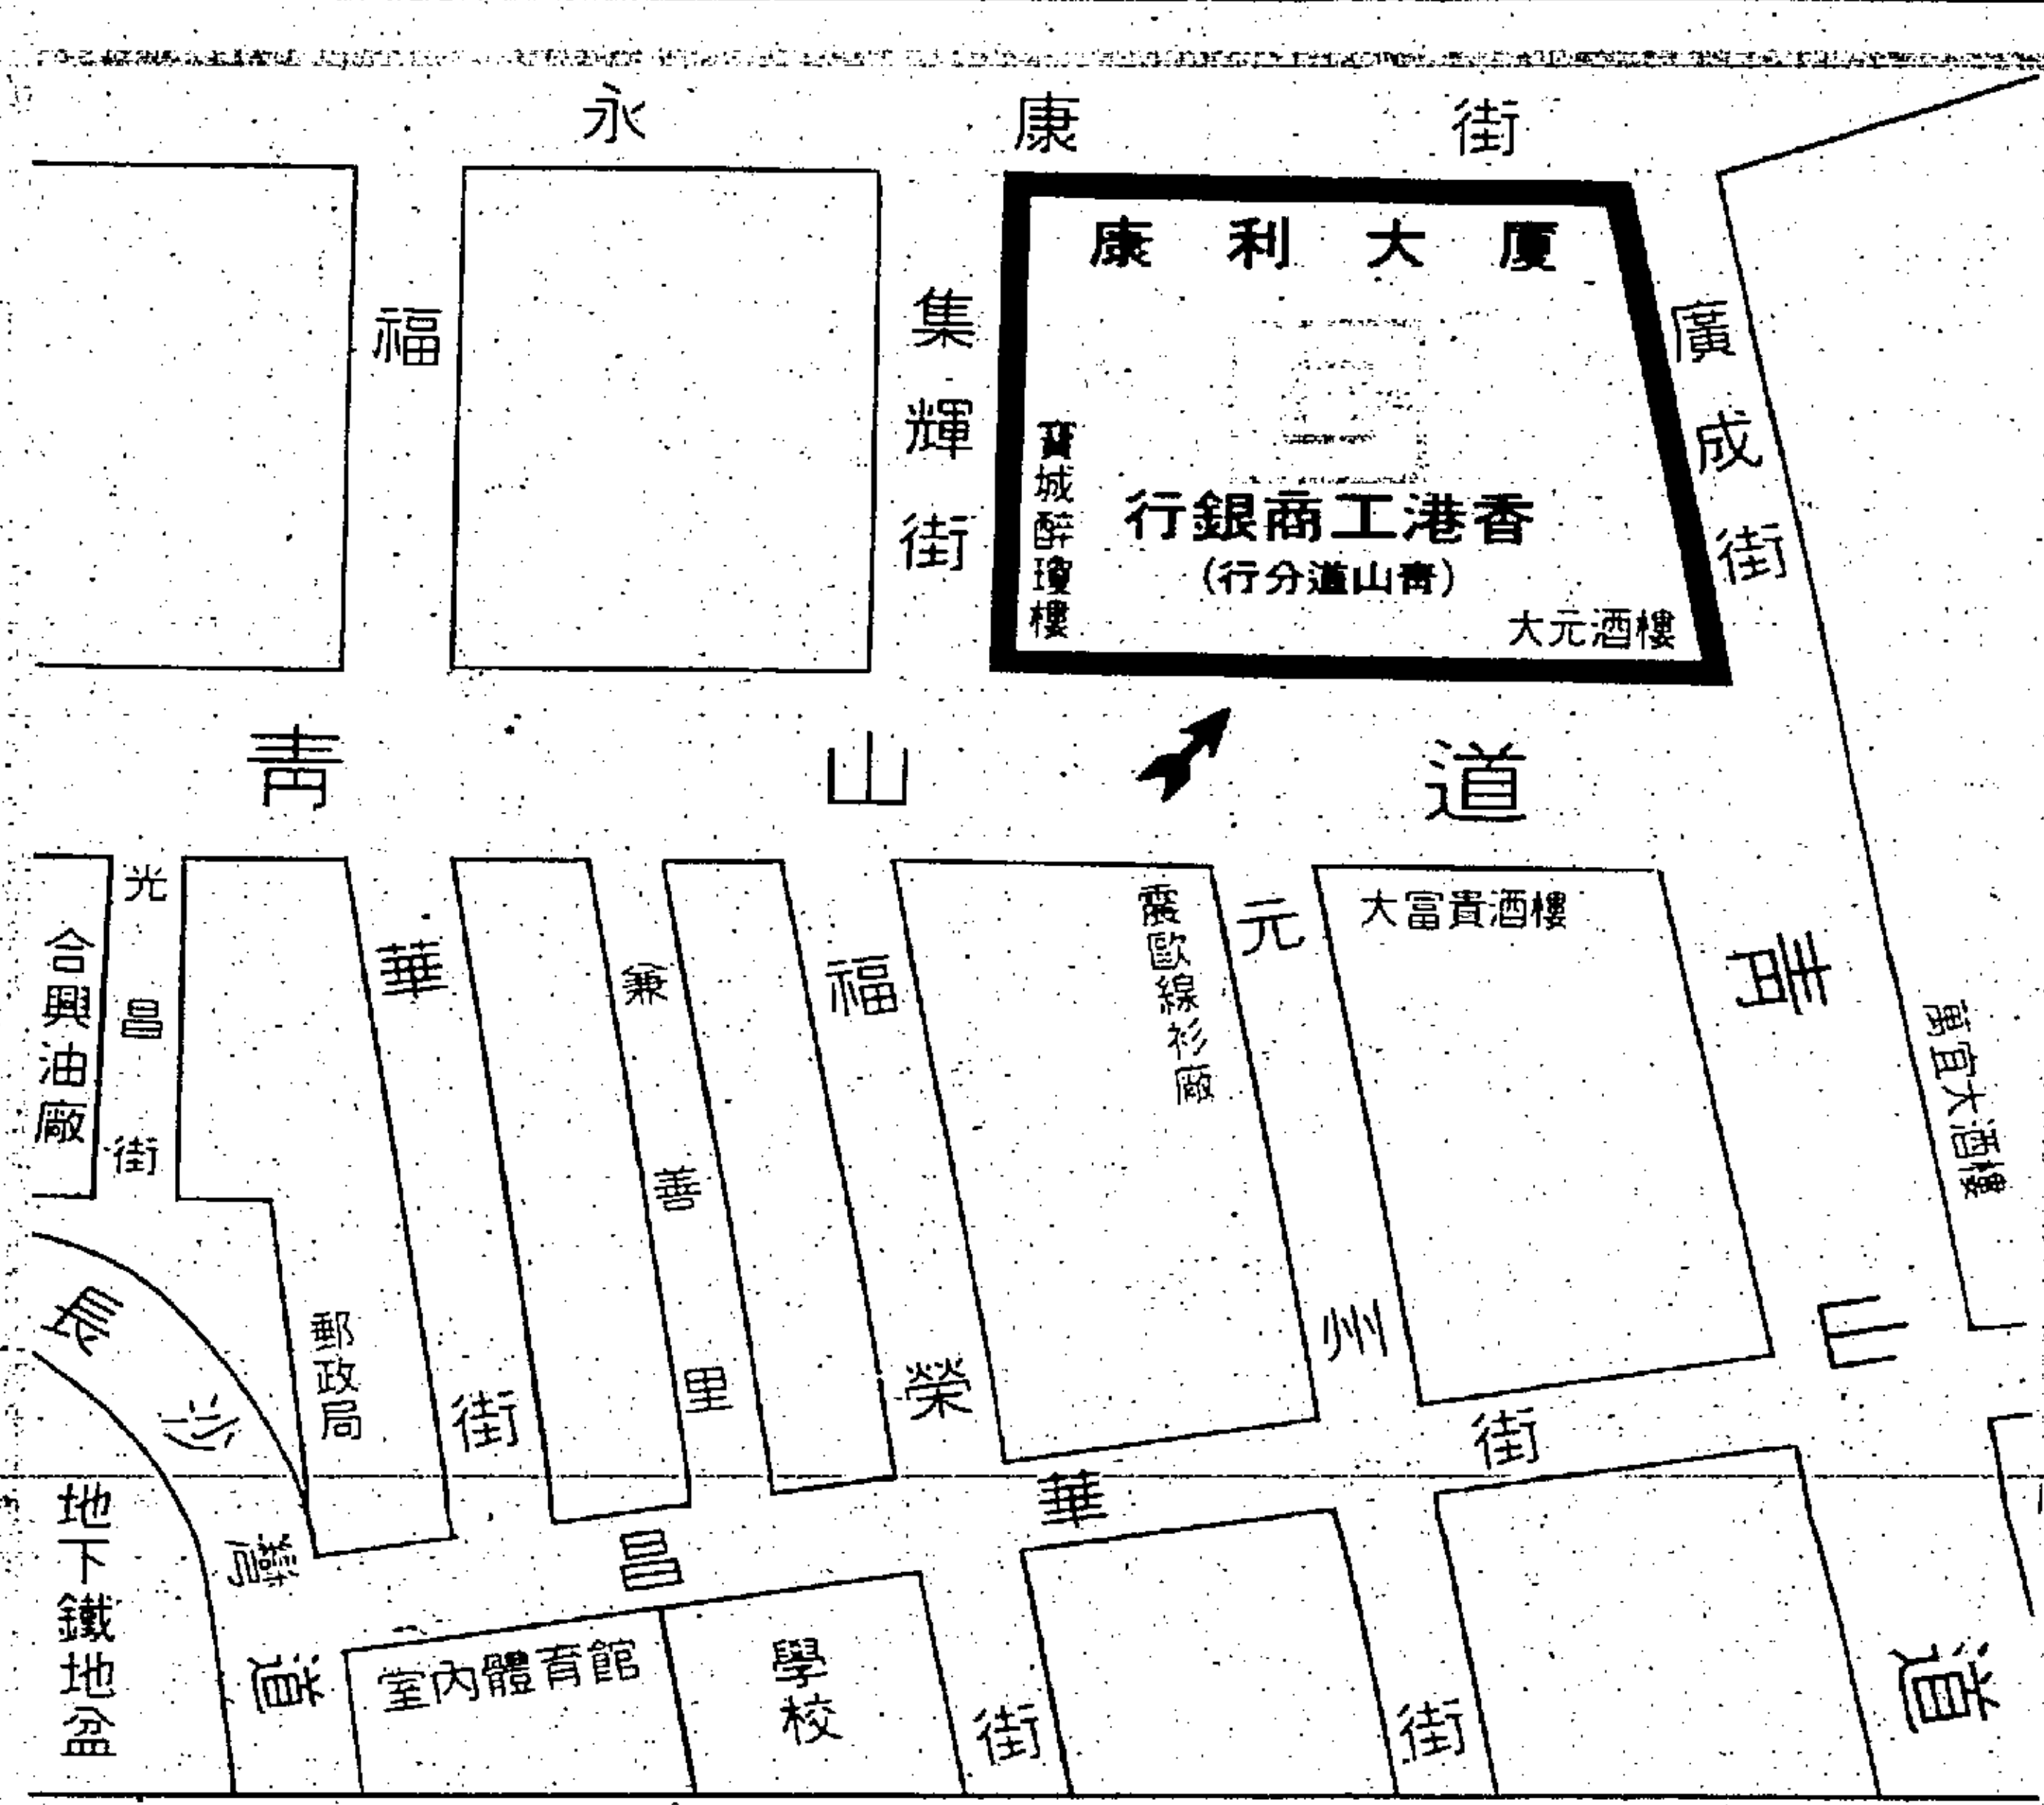 永康街
康利大廈
福華街
集輝街
廣成街
寶城醉瓊樓
香港工商銀行
(青山道分行)
大元酒樓
青山道
光昌街
合興油廠
兼善里
福榮街
震歐線衫廠
元州街
大富貴酒樓
青山道
萬宜大酒樓
長沙灣道
郵政局
昌華街
地下鐵地盆
室內體育館
學校